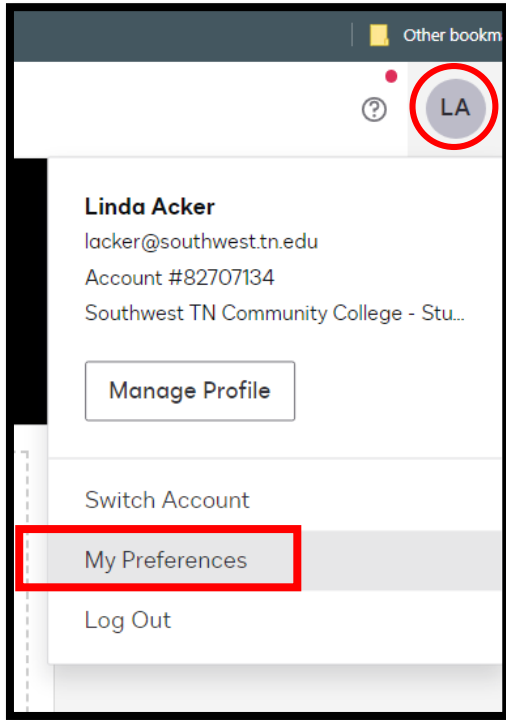 Other bookm
LA
Linda Acker
lacker@southwest.tn.edu
Account #82707134
Southwest TN Community College - Stu...
Manage Profile
Switch Account
My Preferences
Log Out